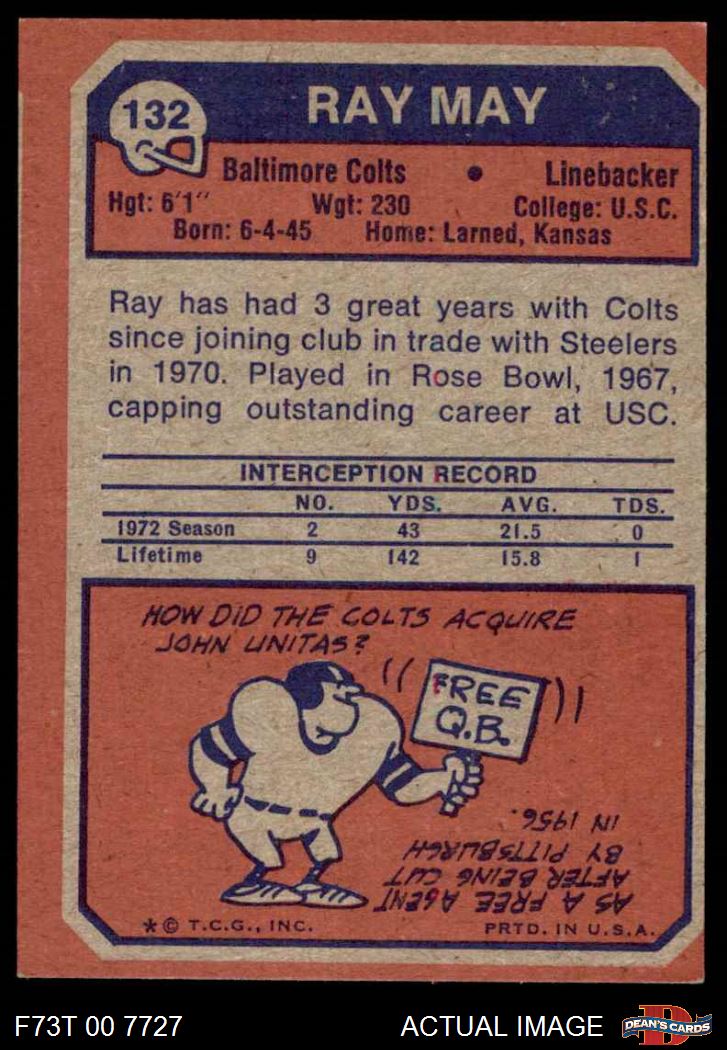 132
RAY MAY
Baltimore Colts • Linebacker
Hgt: 6'1" Wgt: 230 College: U.S.C.
Born: 6-4-45 Home: Larned, Kansas
Ray has had 3 great years with Colts
since joining club in trade with Steelers
in 1970. Played in Rose Bowl, 1967,
capping outstanding career at USC.
INTERCEPTION RECORD
NO. YDS. AVG. TDS.
1972 Season 2 43 21.5 0
Lifetime 9 142 15.8 1
HOW DID THE COLTS ACQUIRE
JOHN UNITAS?
FREE
Q.B.
AS A FREE AGENT
AFTER BEING CUT
BY PITTSBURGH
IN 1956.
*© T.C.G., INC. PRTD. IN U.S.A.
F73T 00 7727 ACTUAL IMAGE
D
DEAN'S CARDS